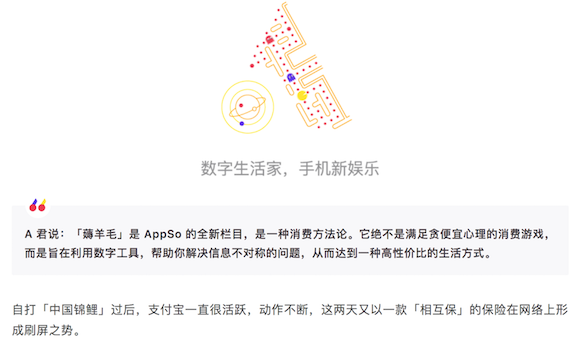 数字生活家，手机新娱乐
A 君说：「薅羊毛」是 AppSo 的全新栏目，是一种消费方法论。它绝不是满足贪便宜心理的消费游戏，
而是旨在利用数字工具，帮助你解决信息不对称的问题，从而达到一种高性价比的生活方式。
自打「中国锦鲤」过后，支付宝一直很活跃，动作不断，这两天又以一款「相互保」的保险在网络上形
成刷屏之势。